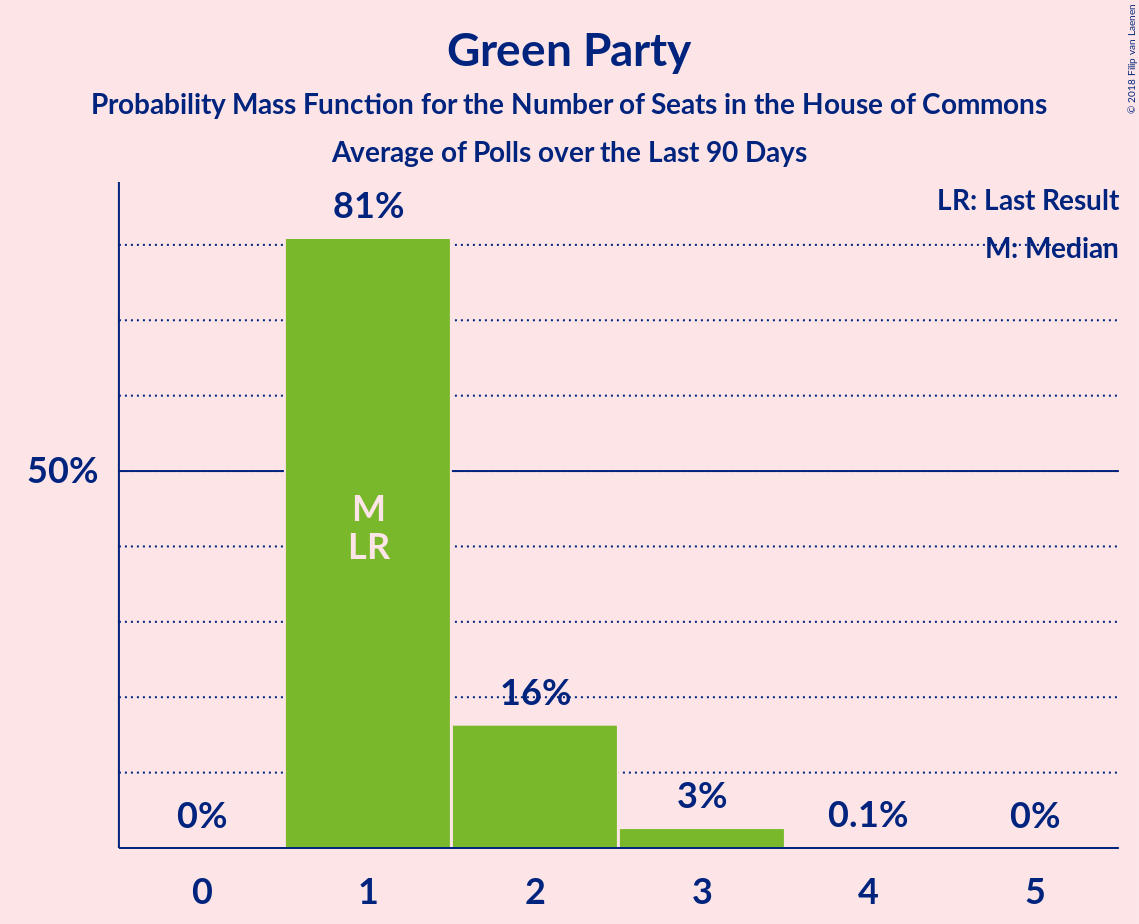 Green Party
Probability Mass Function for the Number of Seats in the House of Commons
Average of Polls over the Last 90 Days
© 2018 Filip van Laenen
LR: Last Result
M: Median
81%
50%
M
LR
16%
0%
3%
0.1%
0%
0 1 2 3 4 5